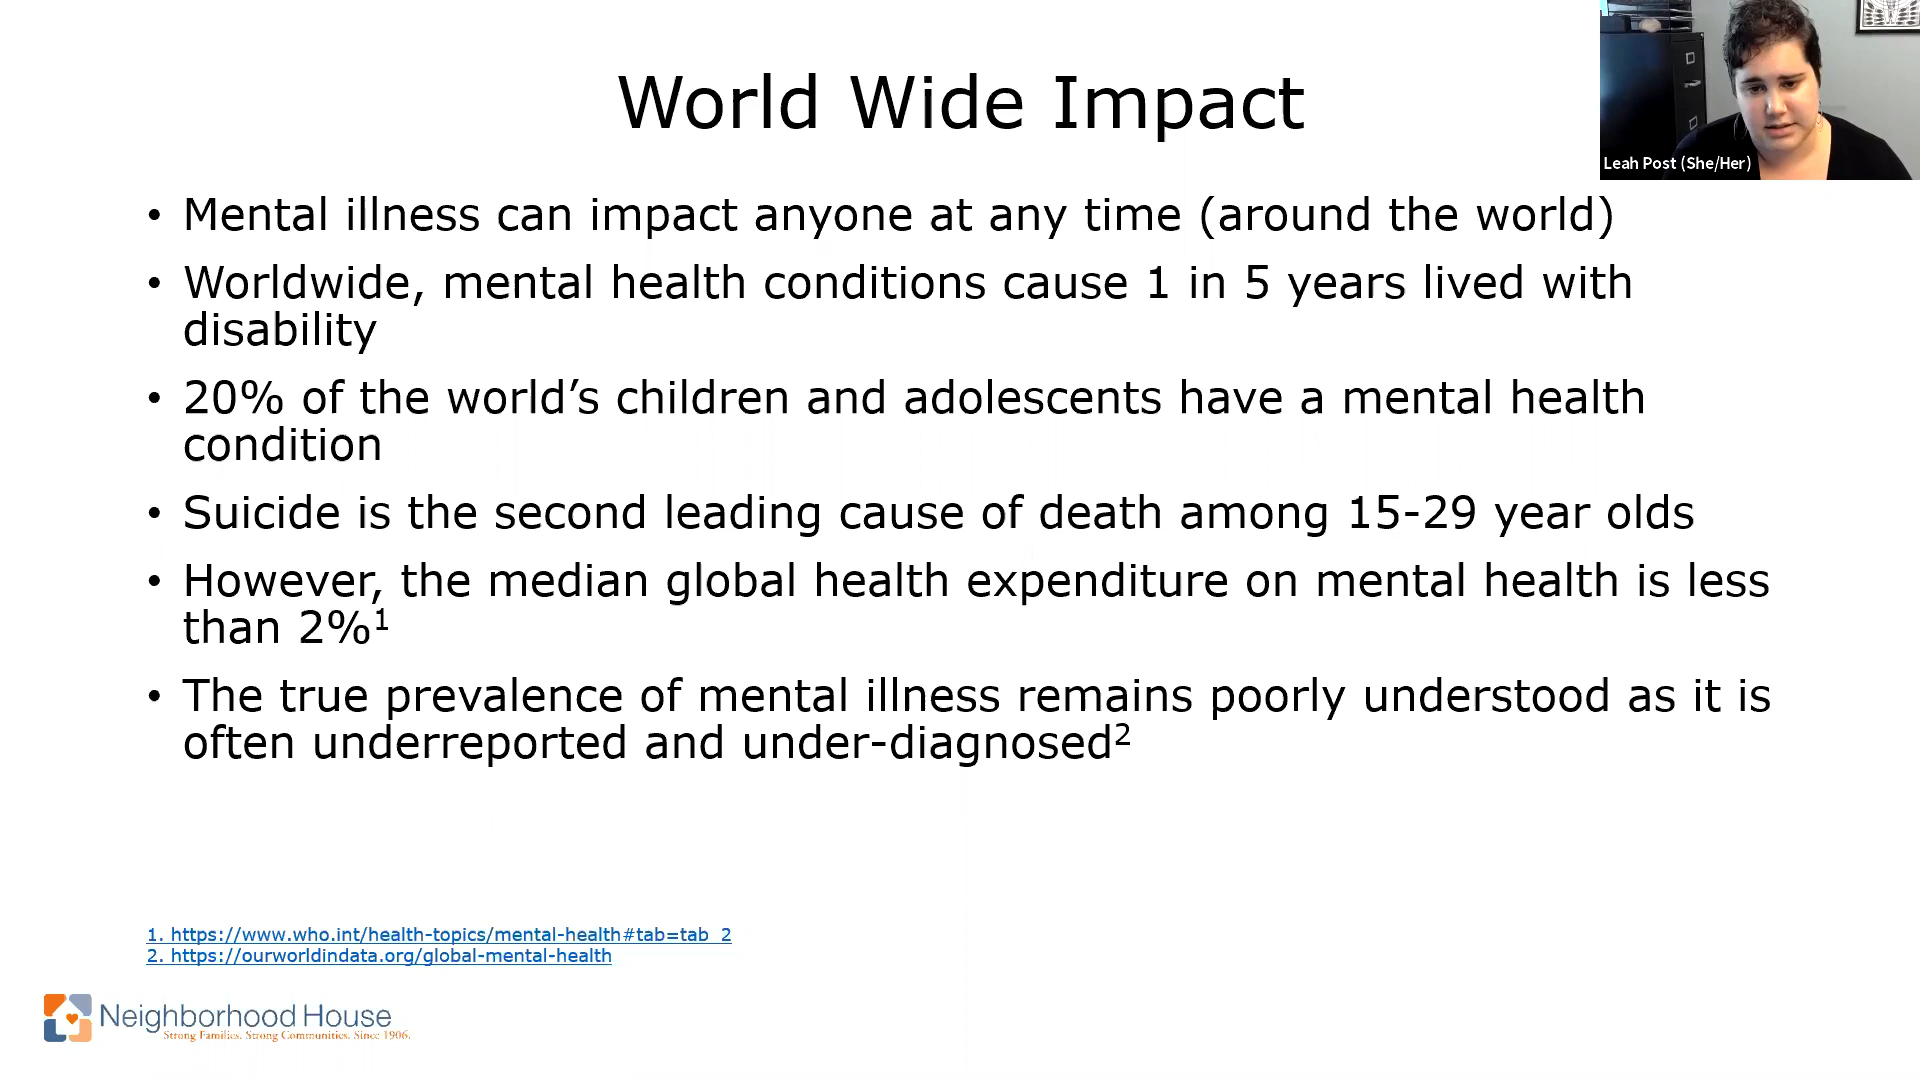 World Wide Impact
Leah Post (She/Her)
• Mental illness can impact anyone at any time (around the world)
• Worldwide, mental health conditions cause 1 in 5 years lived with
disability
• 20% of the world’s children and adolescents have a mental health
condition
• Suicide is the second leading cause of death among 15-29 year olds
• However, the median global health expenditure on mental health is less
than 2%¹
• The true prevalence of mental illness remains poorly understood as it is
often underreported and under-diagnosed²
1. https://www.who.int/health-topics/mental-health#tab=tab_2
2. https://ourworldindata.org/global-mental-health
Neighborhood House
Strong Families. Strong Communities. Since 1906.